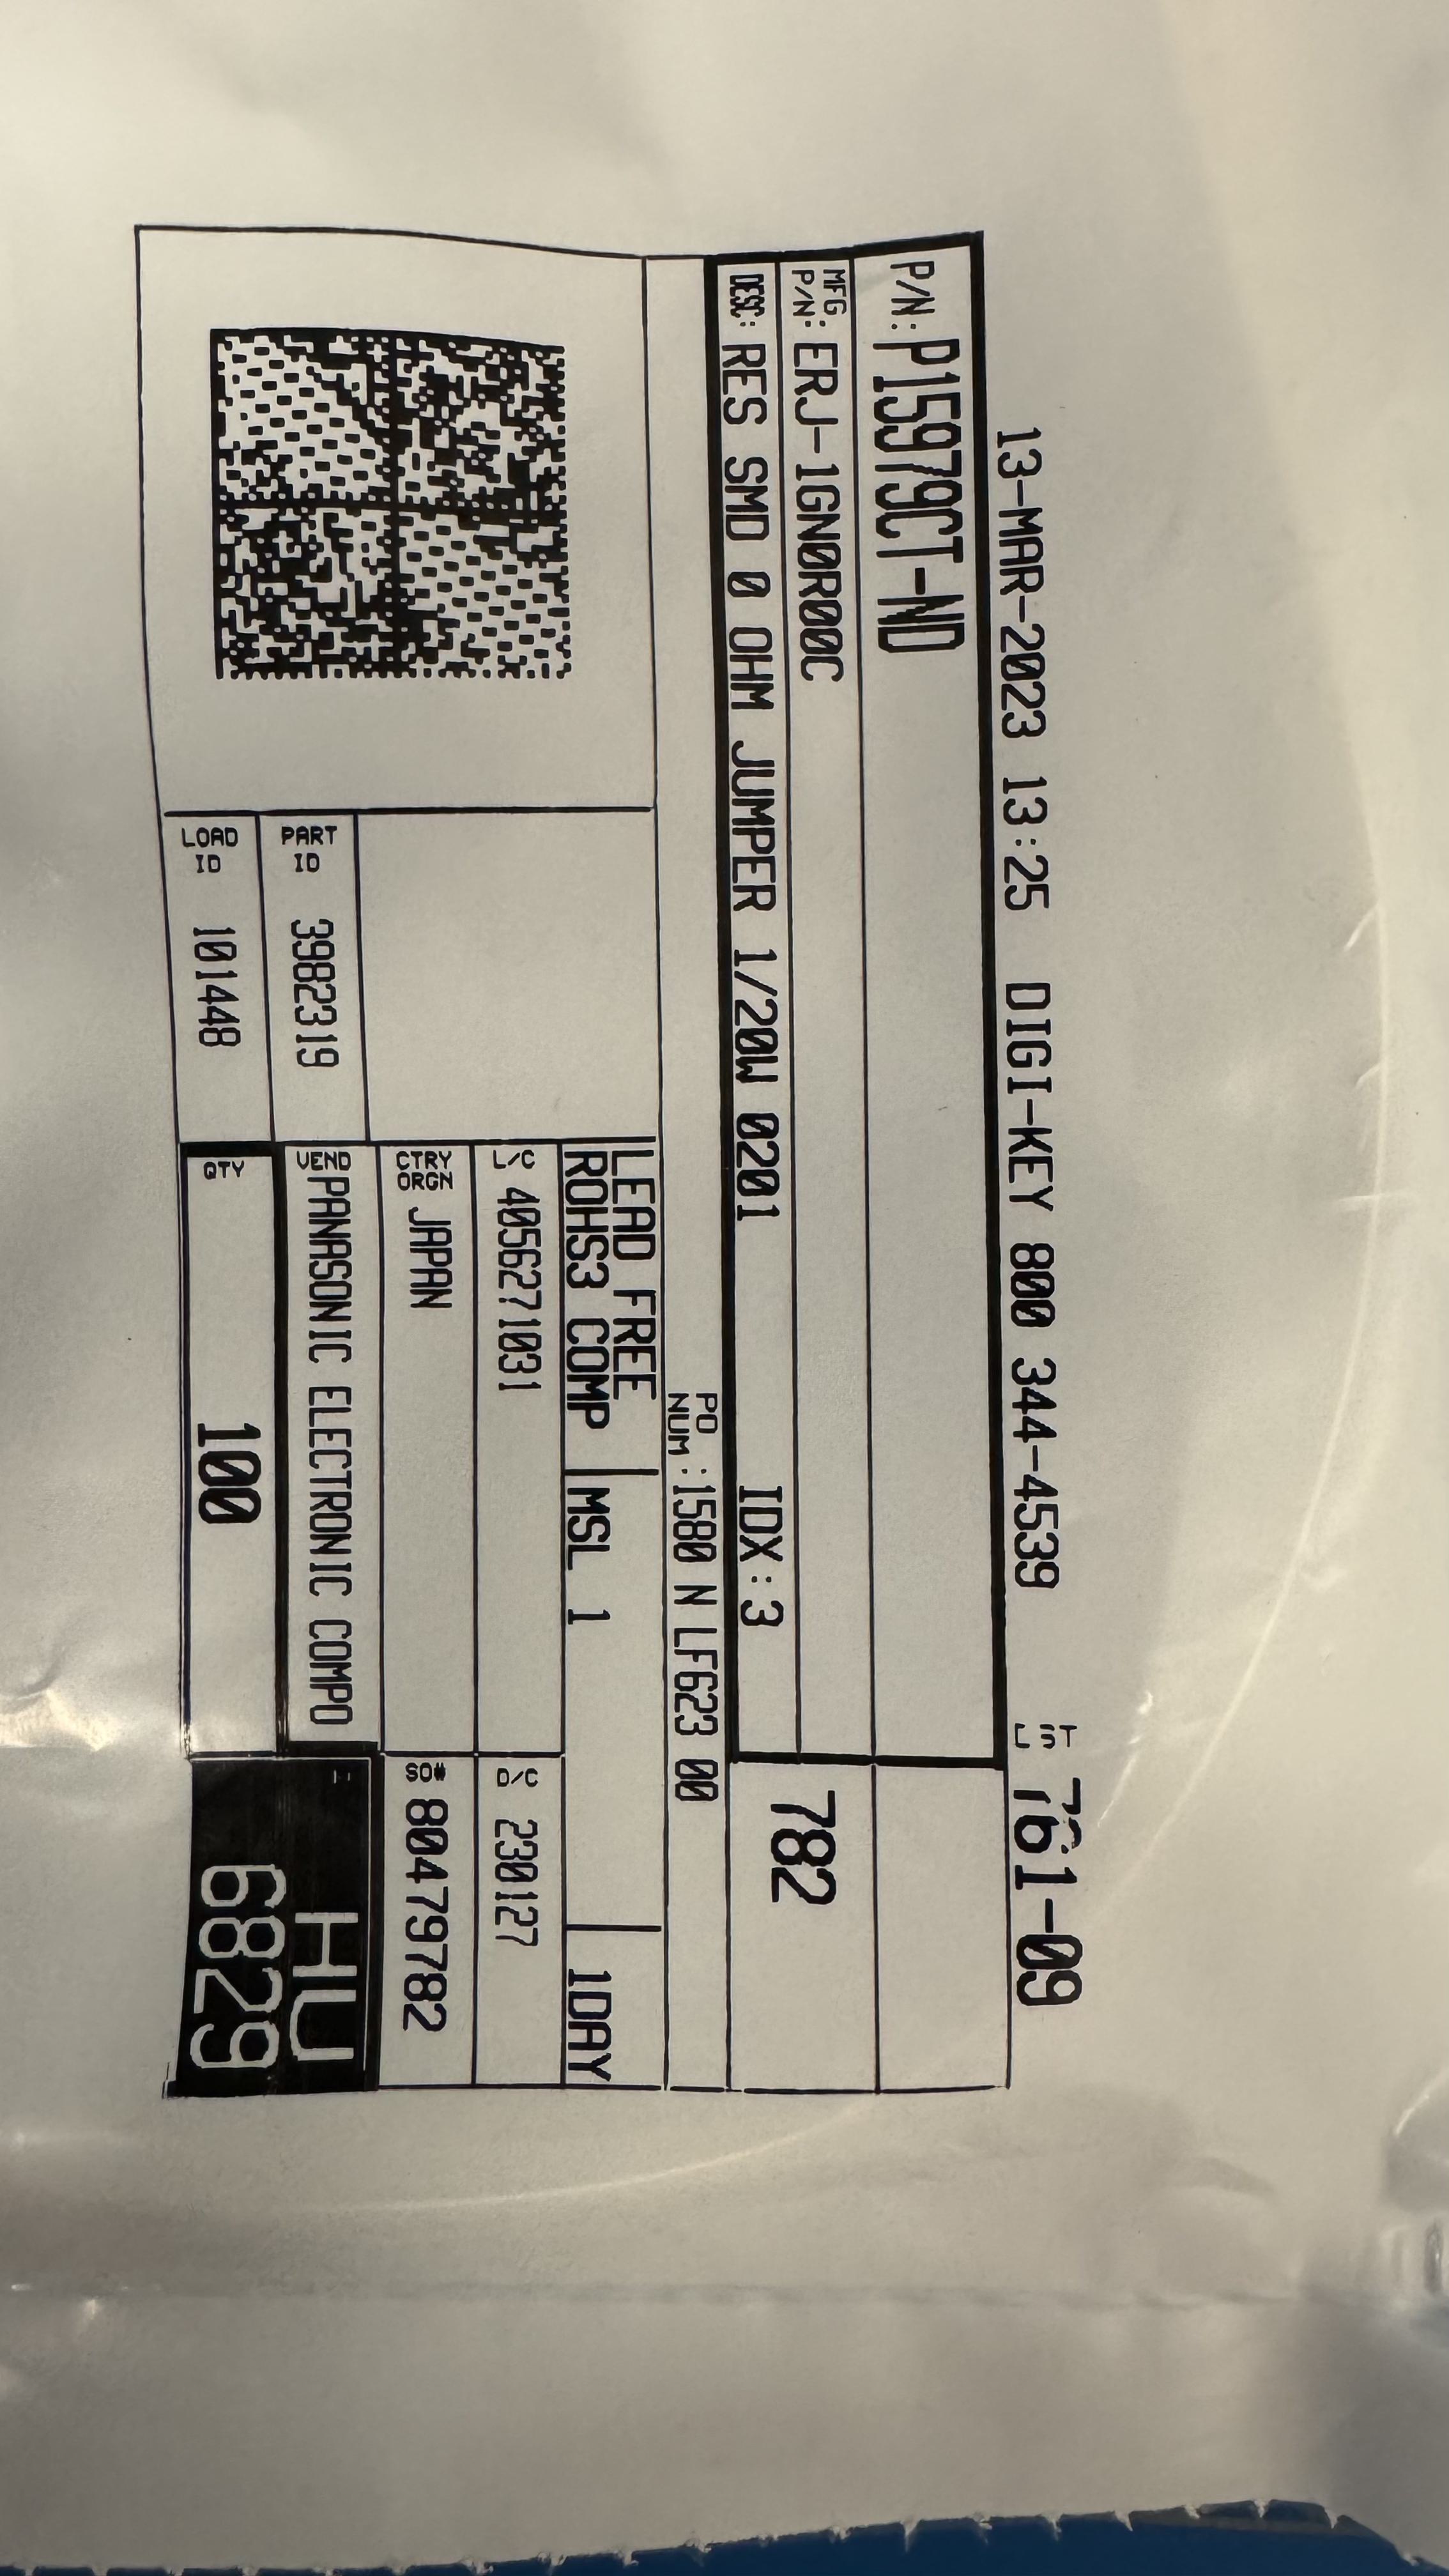 13-MAR-2023 13:25 DIGI-KEY 800 344-4539 LST 761-09
P/N: P15979CT-ND
MFG P/N: ERJ-1GN0R00C
782
DESC: RES SMD 0 OHM JUMPER 1/20W 0201 IDX:3
PO NUM :1580 N LF623 00
LEAD FREE
ROHS3 COMP MSL 1 1DAY
L/C 4056271031 D/C 230127
CTRY ORGN JAPAN SO# 80479782
PART ID 3982319 VEND PANASONIC ELECTRONIC COMPO
LOAD ID 101448 QTY 100
HU
6829